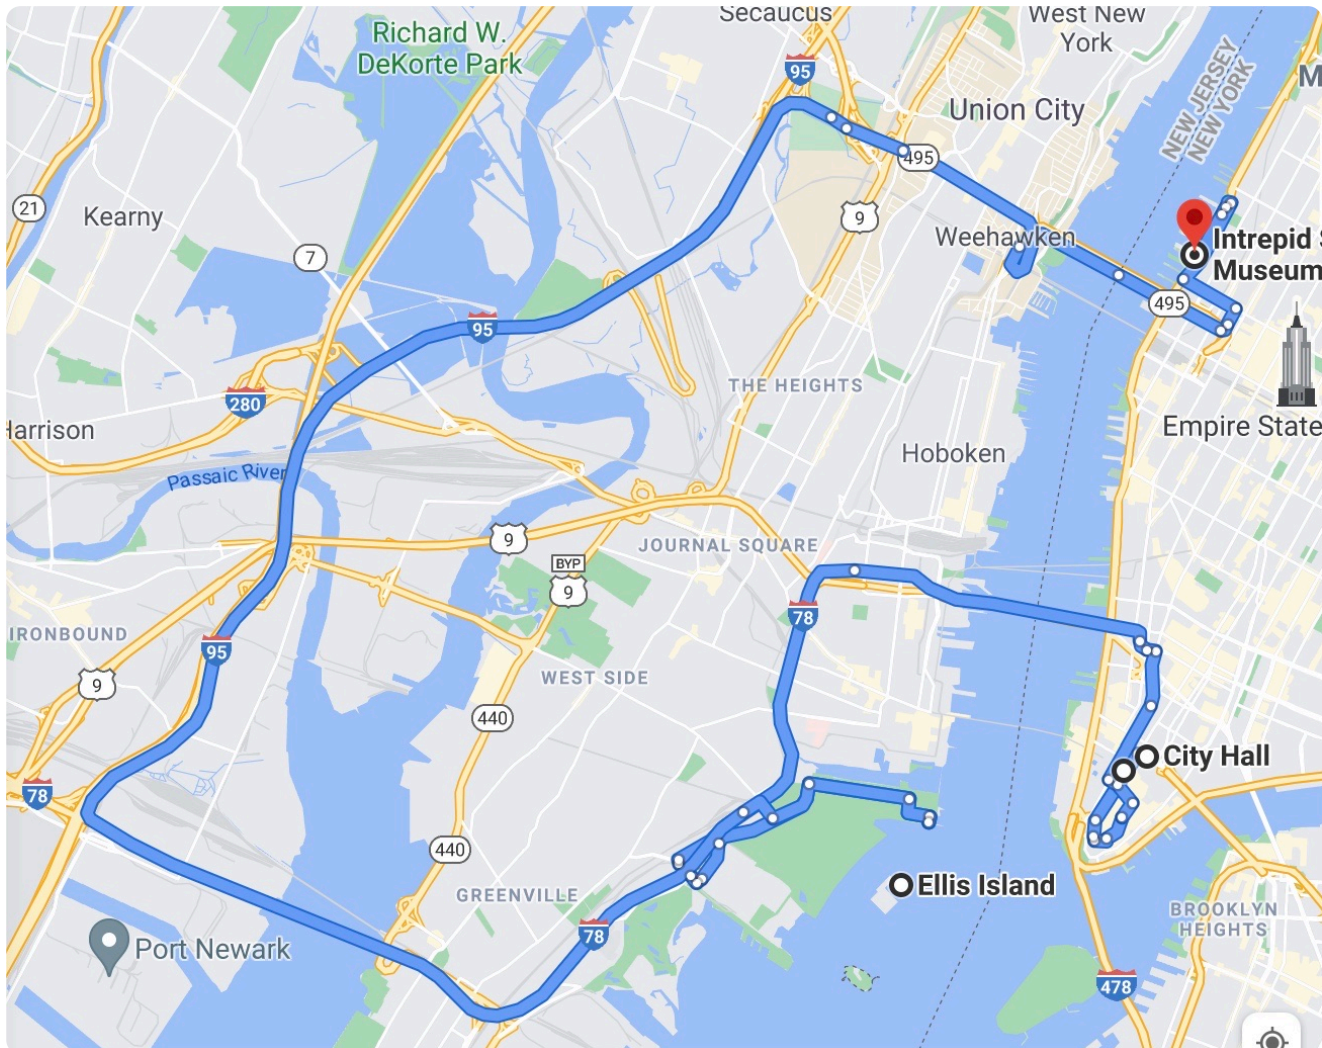 Secaucus
West New
York
Richard W.
DeKorte Park
95
M
Union City
NEW JERSEY
NEW YORK
495
21
Kearny
9
7
Weehawken
Intrepid S
Museum
495
95
280
THE HEIGHTS
Harrison
Empire State
Hoboken
Passaic River
9
JOURNAL SQUARE
BYP
9
78
IRONBOUND
95
9
WEST SIDE
440
City Hall
78
440
Ellis Island
GREENVILLE
BROOKLYN
HEIGHTS
78
Port Newark
478